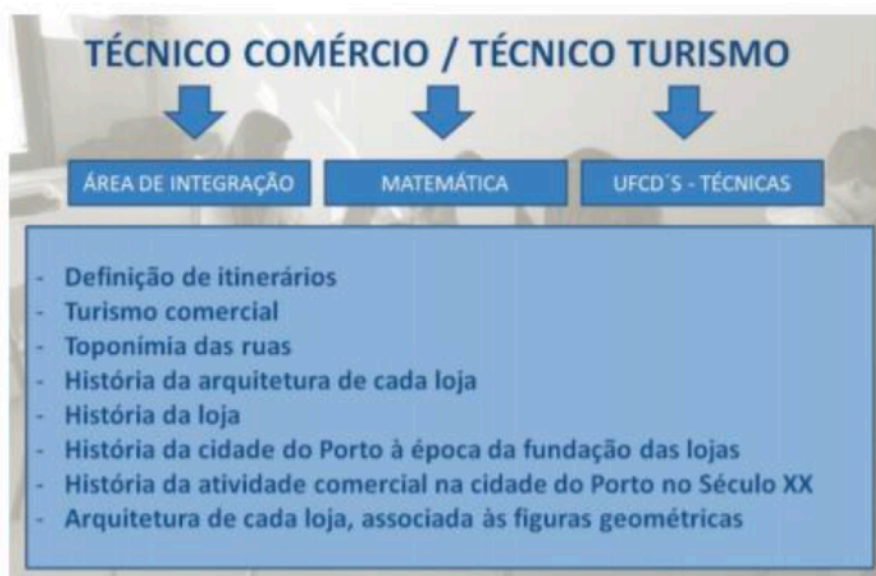 TÉCNICO COMÉRCIO / TÉCNICO TURISMO
ÁREA DE INTEGRAÇÃO
MATEMÁTICA
UFCD´S - TÉCNICAS
- Definição de itinerários
- Turismo comercial
- Toponímia das ruas
- História da arquitetura de cada loja
- História da loja
- História da cidade do Porto à época da fundação das lojas
- História da atividade comercial na cidade do Porto no Século XX
- Arquitetura de cada loja, associada às figuras geométricas